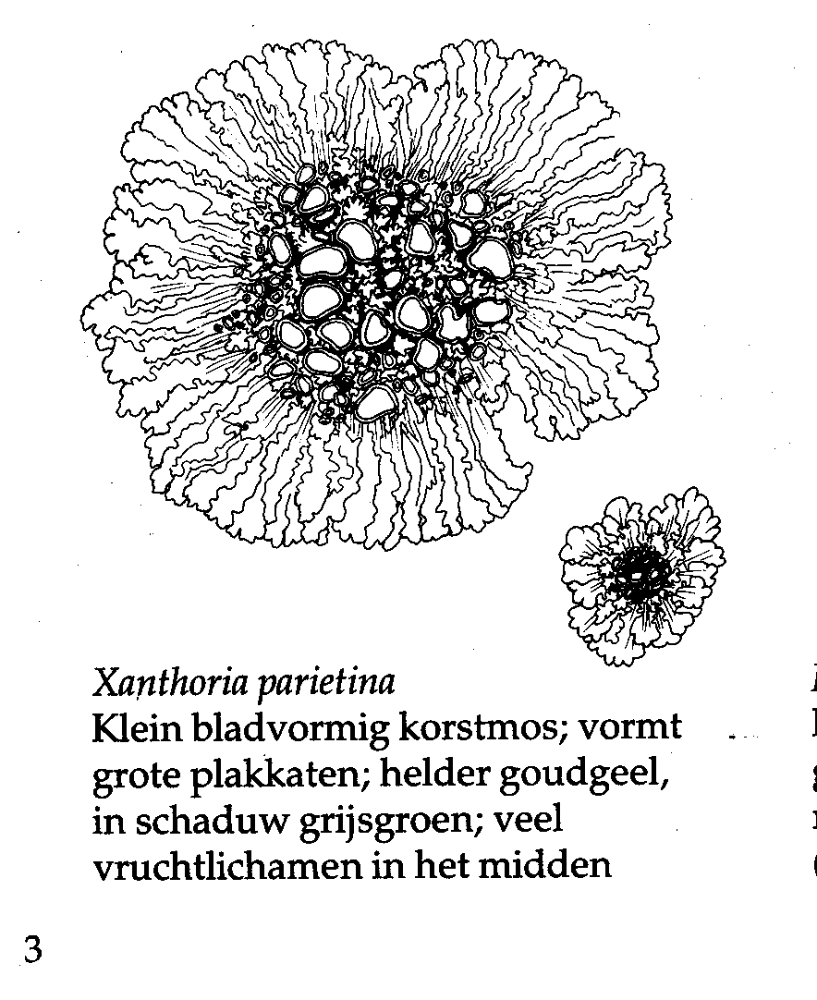 Xanthoria parietina
Klein bladvormig korstmos; vormt
grote plakkaten; helder goudgeel,
in schaduw grijsgroen; veel
vruchtlichamen in het midden
3